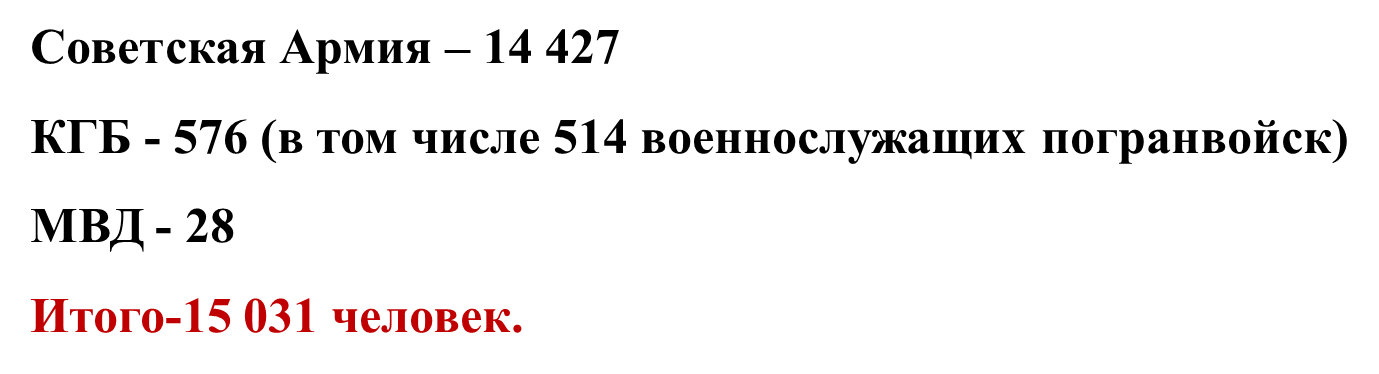 Советская Армия – 14 427
КГБ - 576 (в том числе 514 военнослужащих погранвойск)
МВД - 28
Итого-15 031 человек.